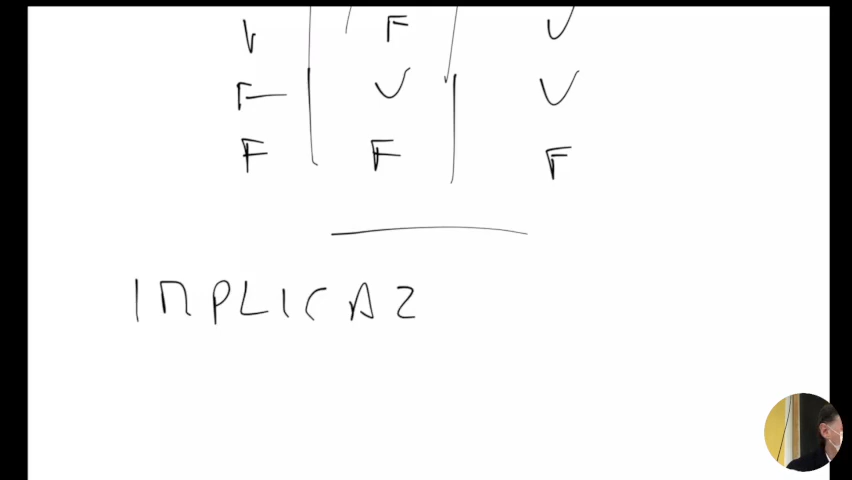 V F V
F V V
F F F
IMPLICAZ